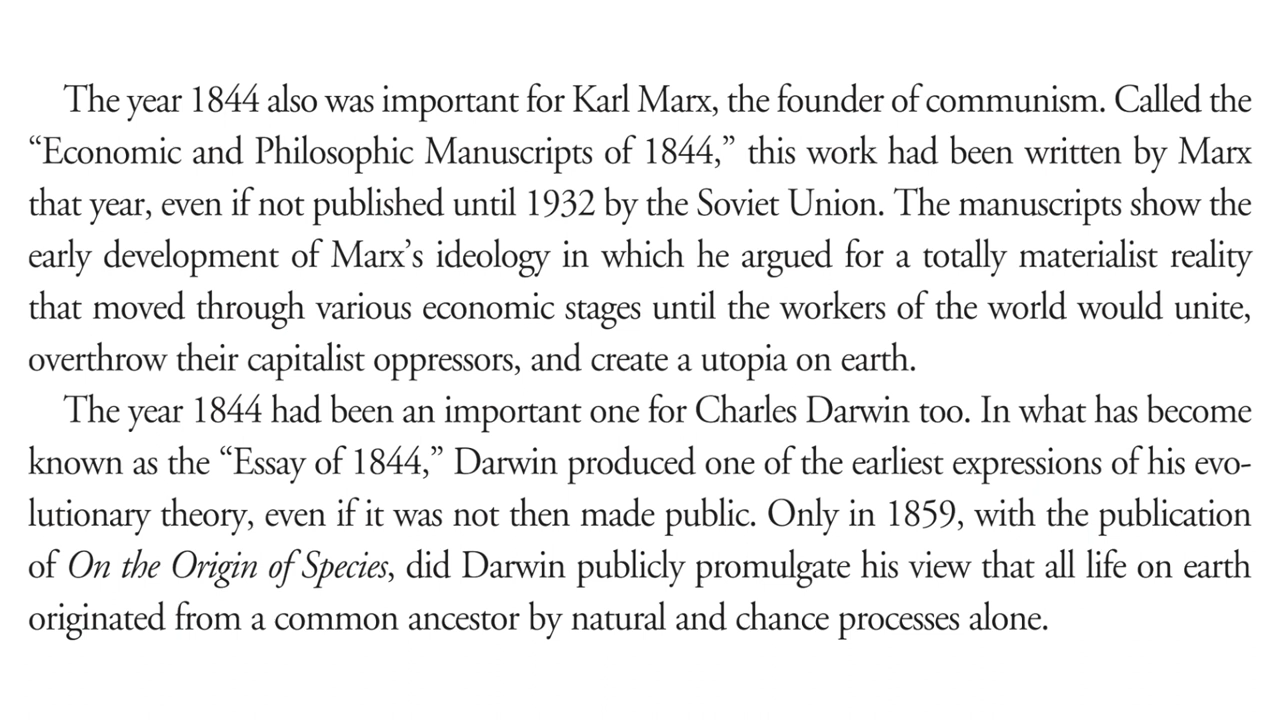 The year 1844 also was important for Karl Marx, the founder of communism. Called the
“Economic and Philosophic Manuscripts of 1844,” this work had been written by Marx
that year, even if not published until 1932 by the Soviet Union. The manuscripts show the
early development of Marx’s ideology in which he argued for a totally materialist reality
that moved through various economic stages until the workers of the world would unite,
overthrow their capitalist oppressors, and create a utopia on earth.
The year 1844 had been an important one for Charles Darwin too. In what has become
known as the “Essay of 1844,” Darwin produced one of the earliest expressions of his evo-
lutionary theory, even if it was not then made public. Only in 1859, with the publication
of On the Origin of Species, did Darwin publicly promulgate his view that all life on earth
originated from a common ancestor by natural and chance processes alone.